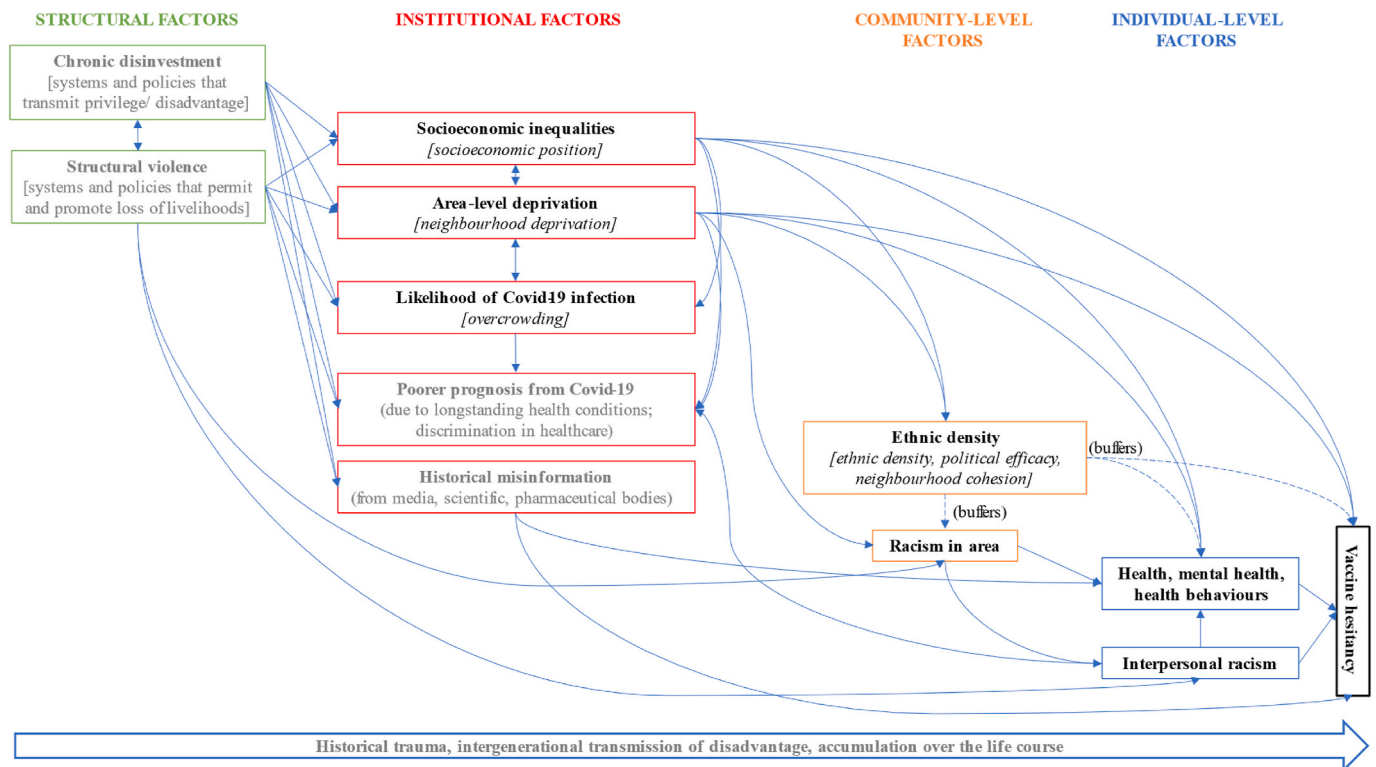 STRUCTURAL FACTORS
INSTITUTIONAL FACTORS
COMMUNITY-LEVEL
FACTORS
INDIVIDUAL-LEVEL
FACTORS
Chronic disinvestment
[systems and policies that
transmit privilege/ disadvantage]
Structural violence
[systems and policies that permit
and promote loss of livelihoods]
Socioeconomic inequalities
[socioeconomic position]
Area-level deprivation
[neighbourhood deprivation]
Likelihood of Covid-19 infection
[overcrowding]
Poorer prognosis from Covid-19
(due to longstanding health conditions;
discrimination in healthcare)
Historical misinformation
(from media, scientific, pharmaceutical bodies)
Ethnic density
[ethnic density, political efficacy,
neighbourhood cohesion]
(buffers)
(buffers)
Racism in area
Health, mental health,
health behaviours
Interpersonal racism
Vaccine hesitancy
Historical trauma, intergenerational transmission of disadvantage, accumulation over the life course